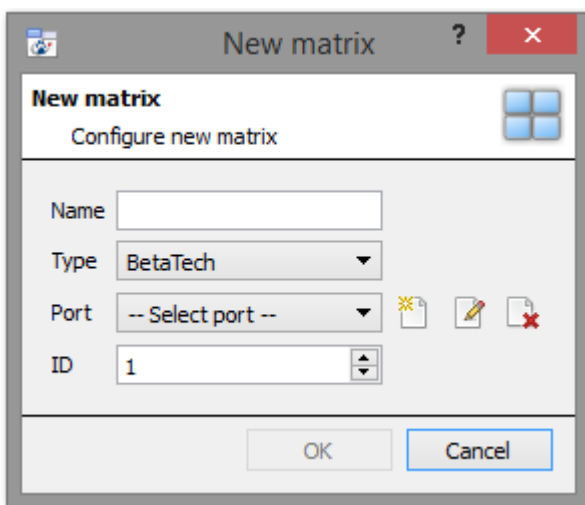 New matrix ?
New matrix
Configure new matrix
Name
Type BetaTech
Port -- Select port --
ID 1
OK Cancel